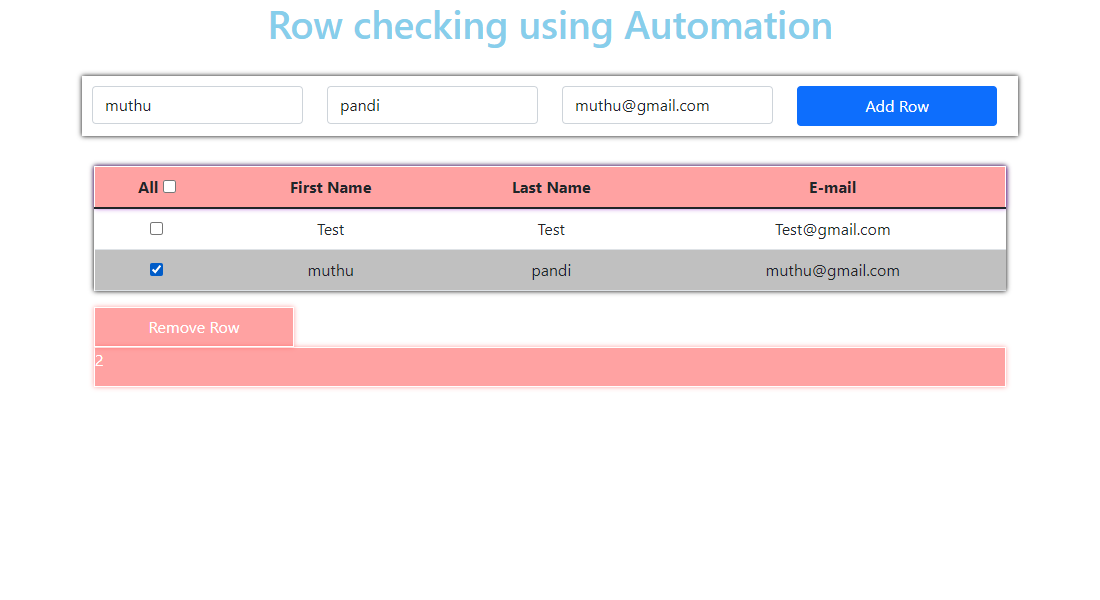 Row checking using Automation
muthu pandi muthu@gmail.com Add Row
All First Name Last Name E-mail
Test Test Test@gmail.com
muthu pandi muthu@gmail.com
Remove Row
2